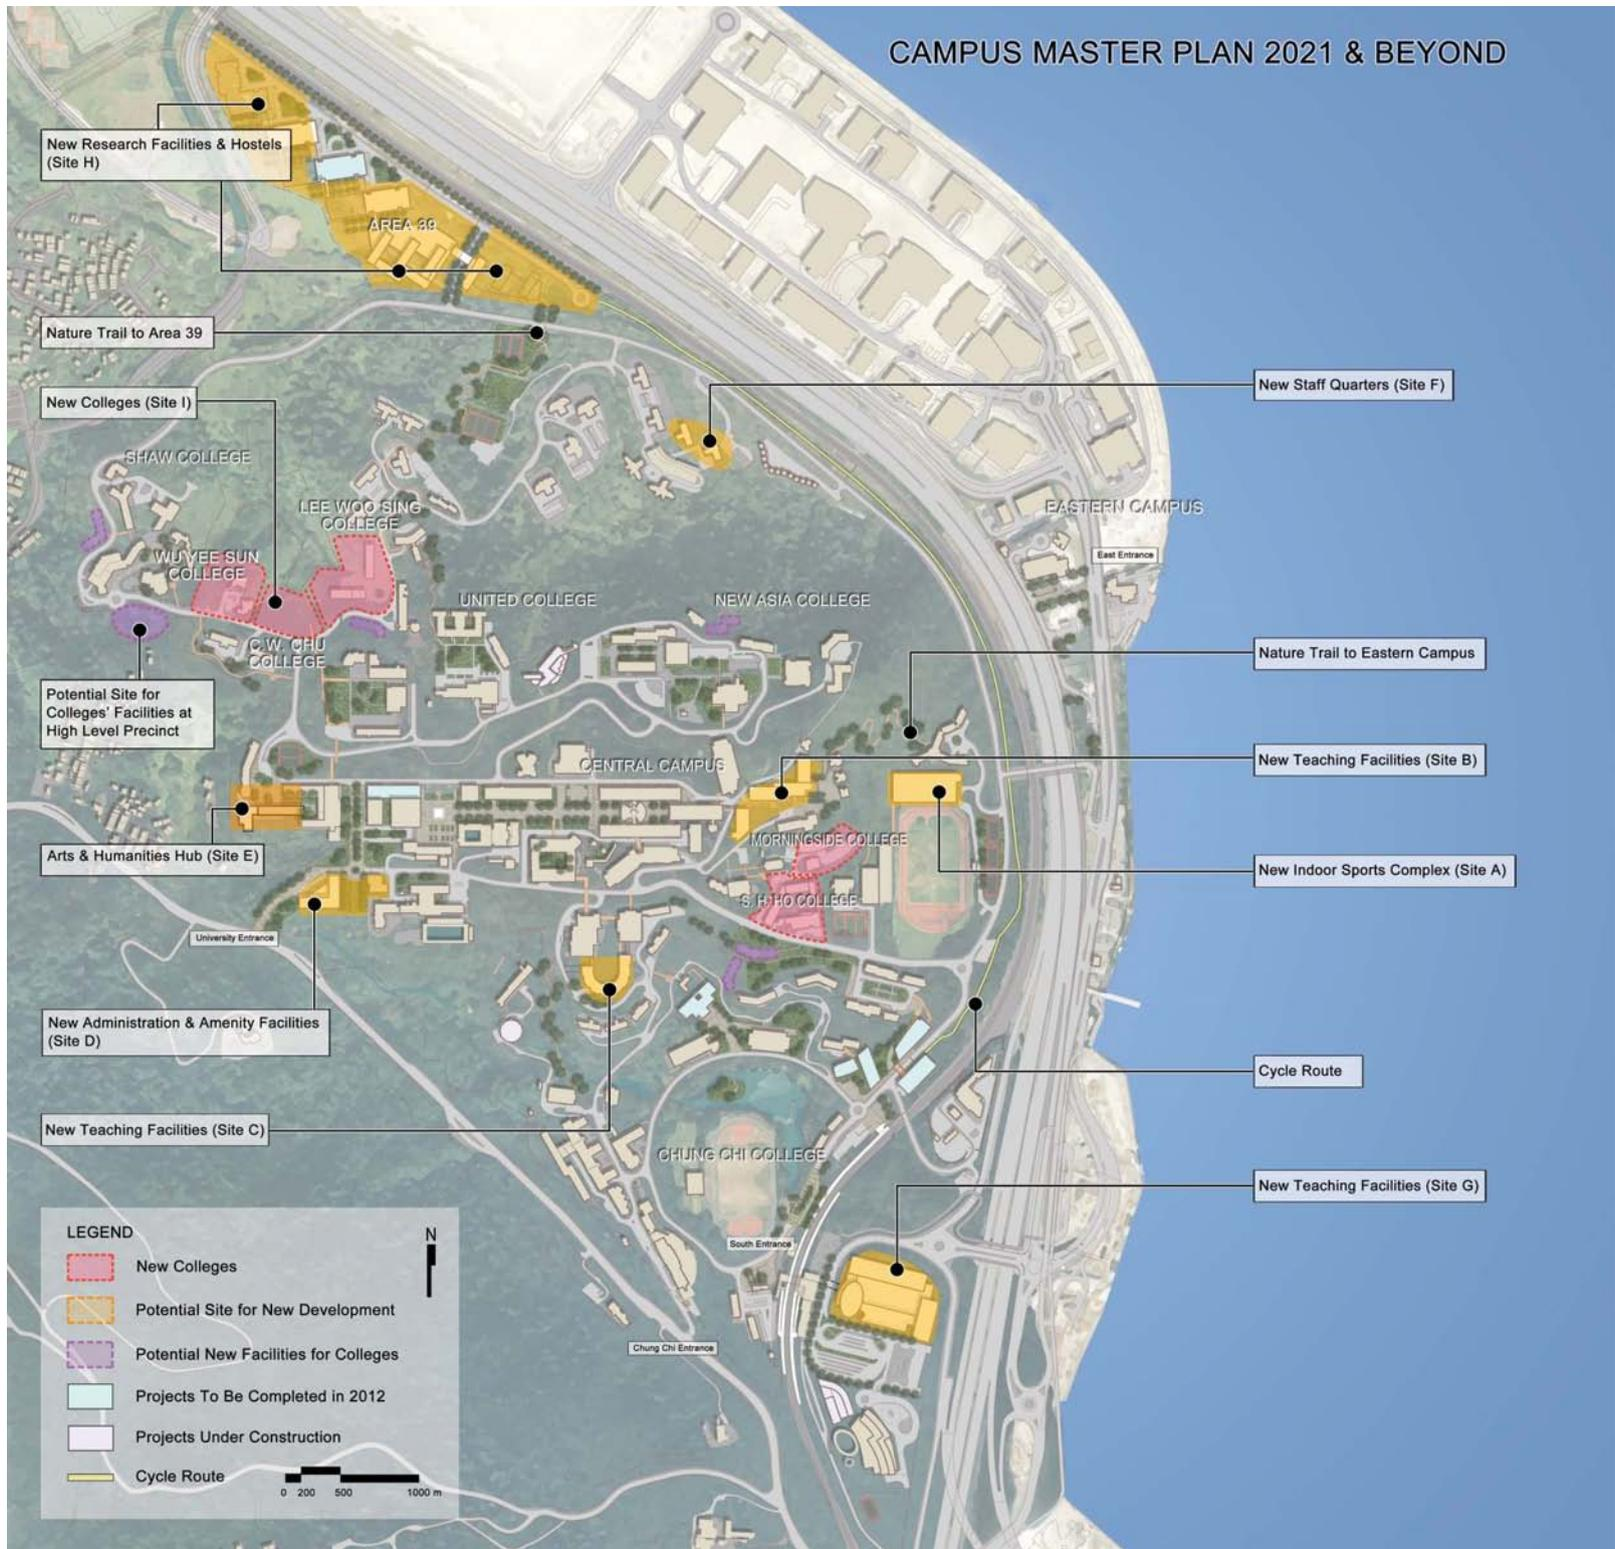 CAMPUS MASTER PLAN 2021 & BEYOND
New Research Facilities & Hostels
(Site H)
AREA 39
Nature Trail to Area 39
New Colleges (Site I)
New Staff Quarters (Site F)
SHAW COLLEGE
LEE WOO SING
COLLEGE
EASTERN CAMPUS
WU YEE SUN
COLLEGE
East Entrance
UNITED COLLEGE
NEW ASIA COLLEGE
C.W. CHU
COLLEGE
Nature Trail to Eastern Campus
Potential Site for
Colleges' Facilities at
High Level Precinct
CENTRAL CAMPUS
New Teaching Facilities (Site B)
MORNINGSIDE COLLEGE
Arts & Humanities Hub (Site E)
New Indoor Sports Complex (Site A)
S. H. HO COLLEGE
University Entrance
New Administration & Amenity Facilities
(Site D)
Cycle Route
New Teaching Facilities (Site C)
CHUNG CHI COLLEGE
New Teaching Facilities (Site G)
South Entrance
Chung Chi Entrance
LEGEND
N
New Colleges
Potential Site for New Development
Potential New Facilities for Colleges
Projects To Be Completed in 2012
Projects Under Construction
Cycle Route
0 200 500 1000 m